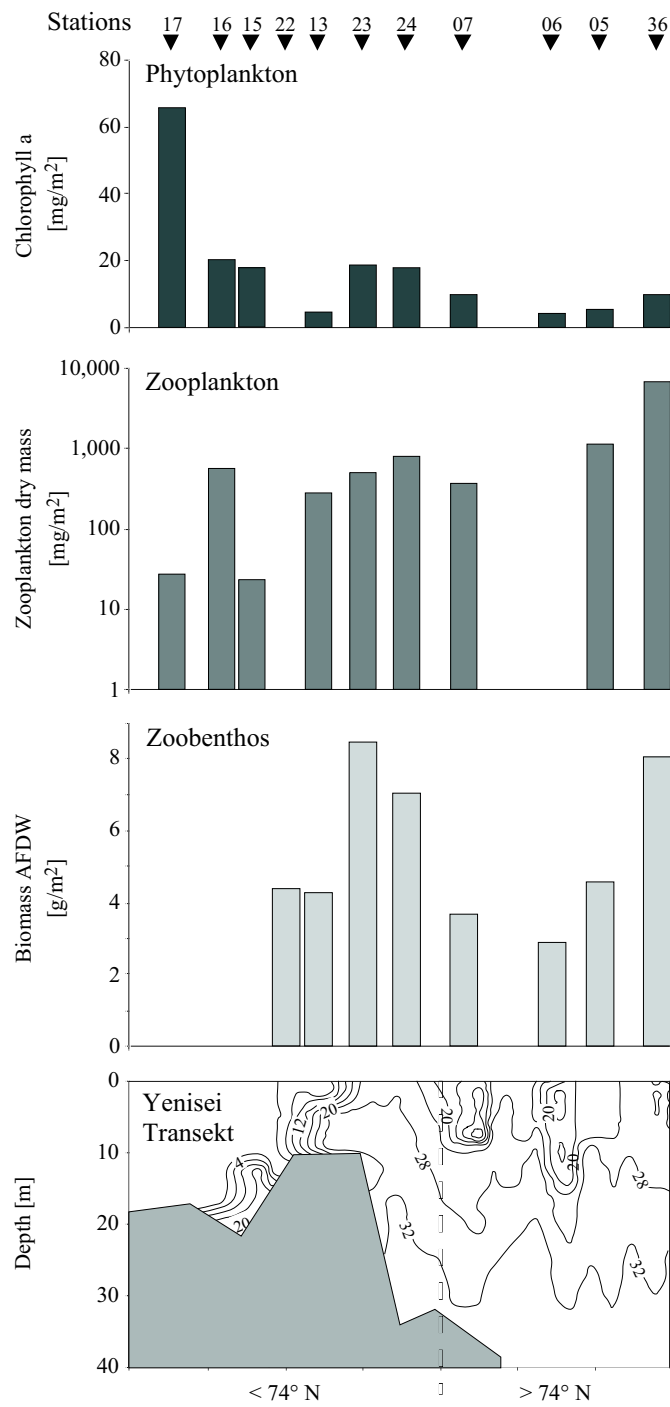 Stations 17 16 15 22 13 23 24 07 06 05 36
Phytoplankton
Chlorophyll a
[mg/m²]
80
60
40
20
0
Zooplankton
Zooplankton dry mass
[mg/m²]
10,000
1,000
100
10
1
Zoobenthos
Biomass AFDW
[g/m²]
8
6
4
2
0
Yenisei
Transekt
Depth [m]
0
10
20
30
40
4
20
12
20
28
32
20
20
20
28
32
< 74° N
> 74° N